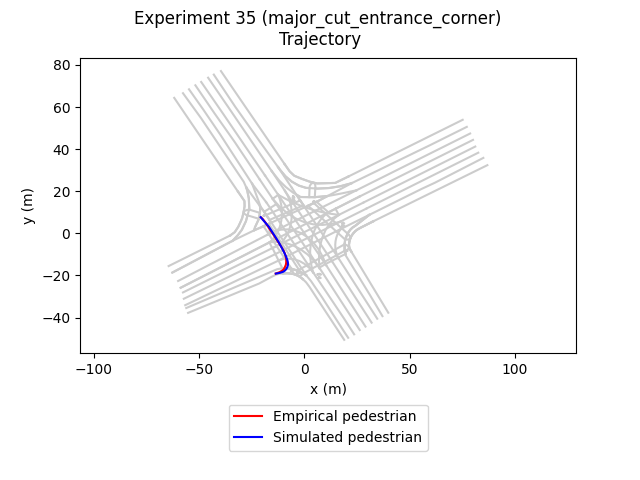 Experiment 35 (major_cut_entrance_corner)
Trajectory
80
60
40
20
0
−20
−40
y (m)
−100
−50
0
50
100
x (m)
Empirical pedestrian
Simulated pedestrian